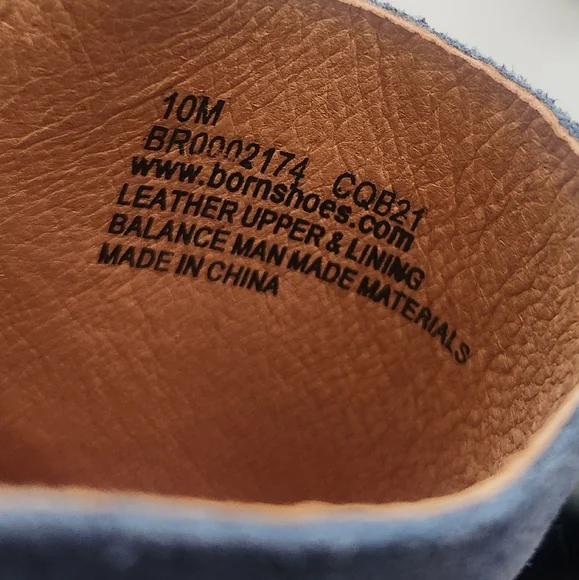 10M
BR0002174 CQB21
www.bornshoes.com
LEATHER UPPER & LINING
BALANCE MAN MADE MATERIALS
MADE IN CHINA